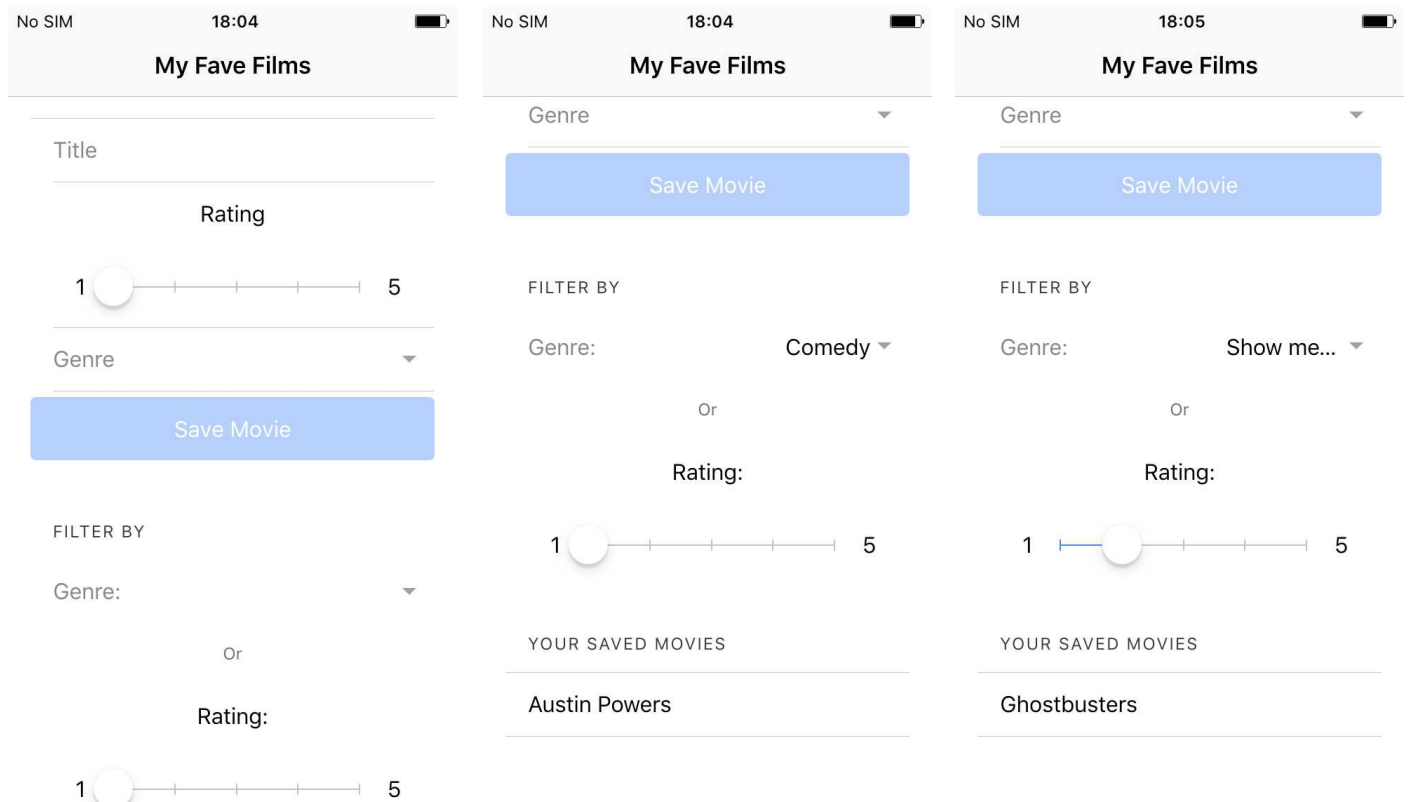 No SIM 18:04
My Fave Films
Title
Rating
1 5
Genre
Save Movie
FILTER BY
Genre:
Or
Rating:
1 5
No SIM 18:04
My Fave Films
Genre
Save Movie
FILTER BY
Genre: Comedy
Or
Rating:
1 5
YOUR SAVED MOVIES
Austin Powers
No SIM 18:05
My Fave Films
Genre
Save Movie
FILTER BY
Genre: Show me...
Or
Rating:
1 5
YOUR SAVED MOVIES
Ghostbusters